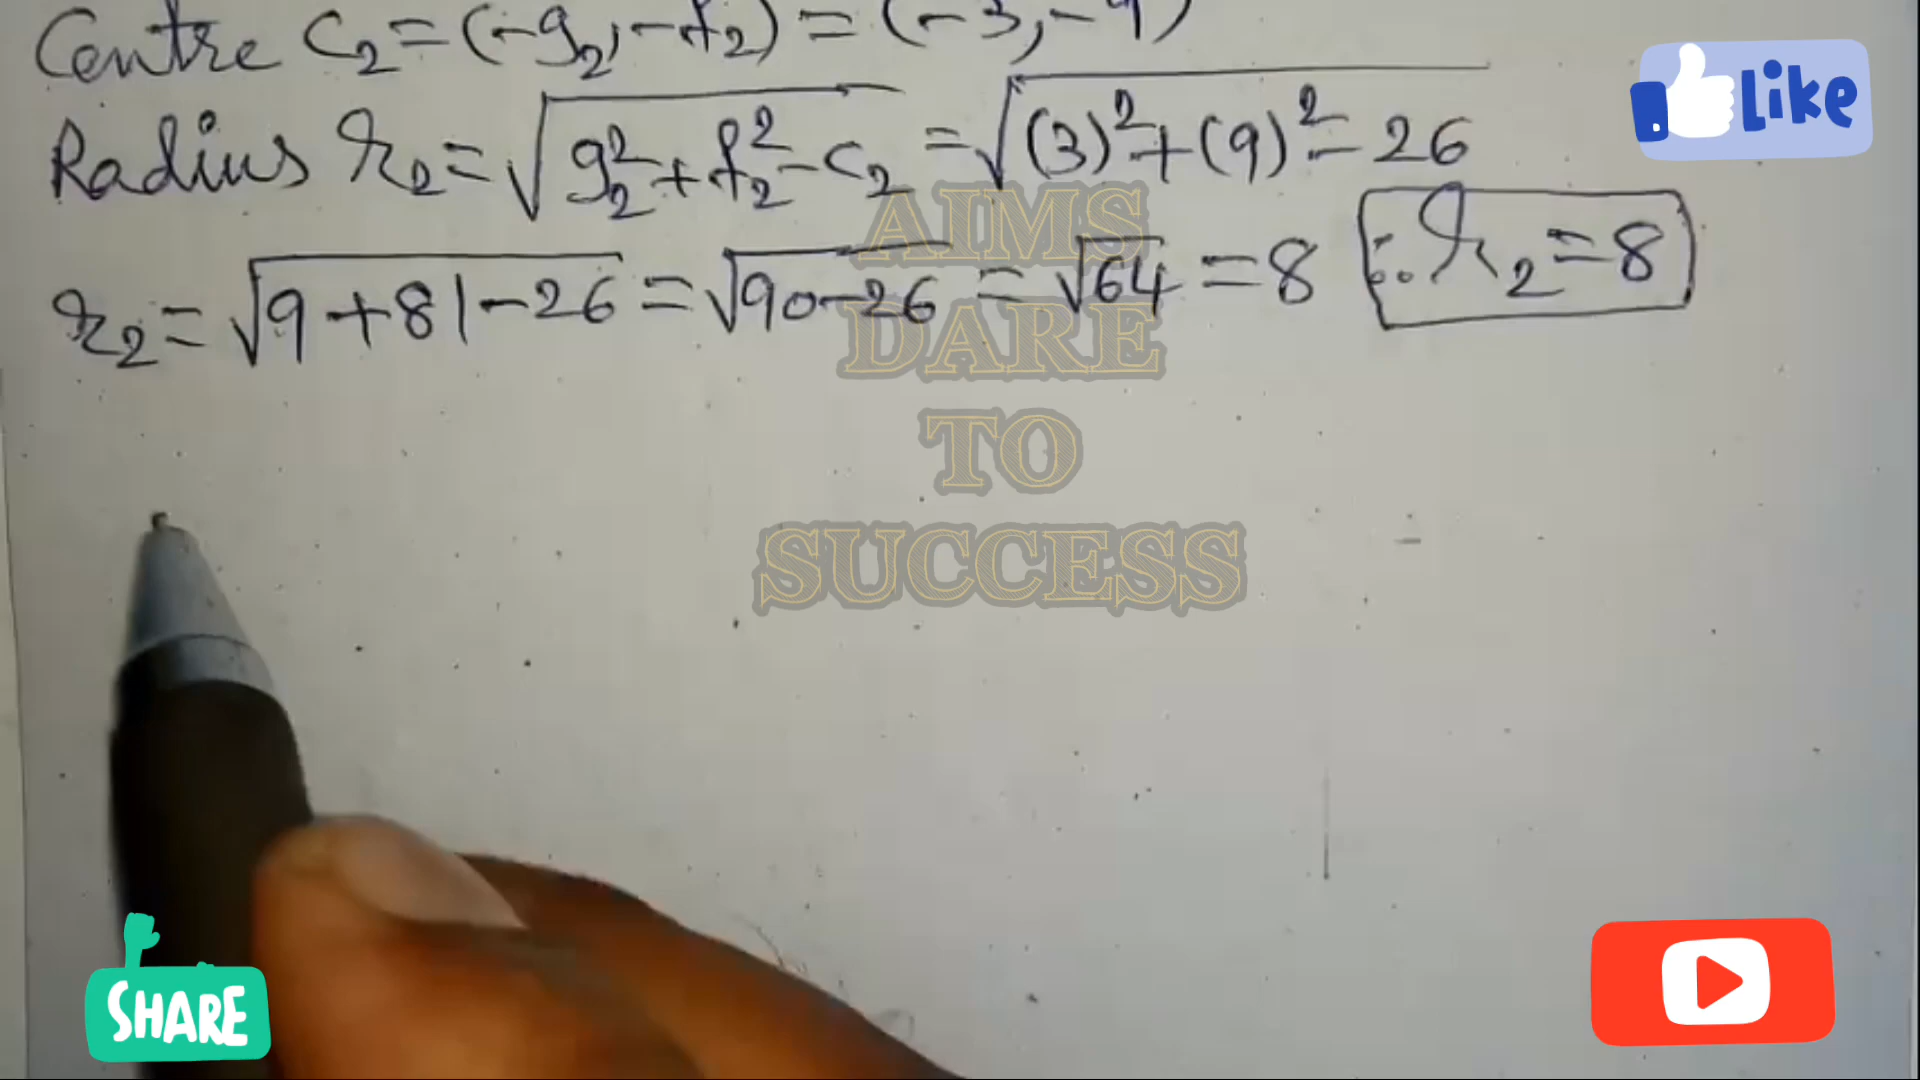 Centre C₂ = (-g₂, -f₂) = (-3, -9)
Radius r₂ = √(g₂² + f₂² - c₂) = √((3)² + (9)² - 26)
r₂ = √(9 + 81 - 26) = √(90 - 26) = √64 = 8 ∴ r₂ = 8
Like
AIMS
DARE
TO
SUCCESS
SHARE